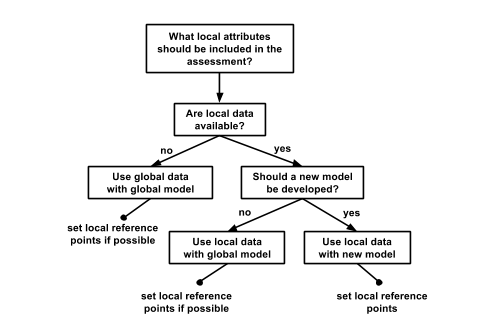 What local attributes
should be included in the
assessment?
Are local data
available?
no
yes
Use global data
with global model
Should a new model
be developed?
set local reference
points if possible
no
yes
Use local data
with global model
Use local data
with new model
set local reference
points if possible
set local reference
points